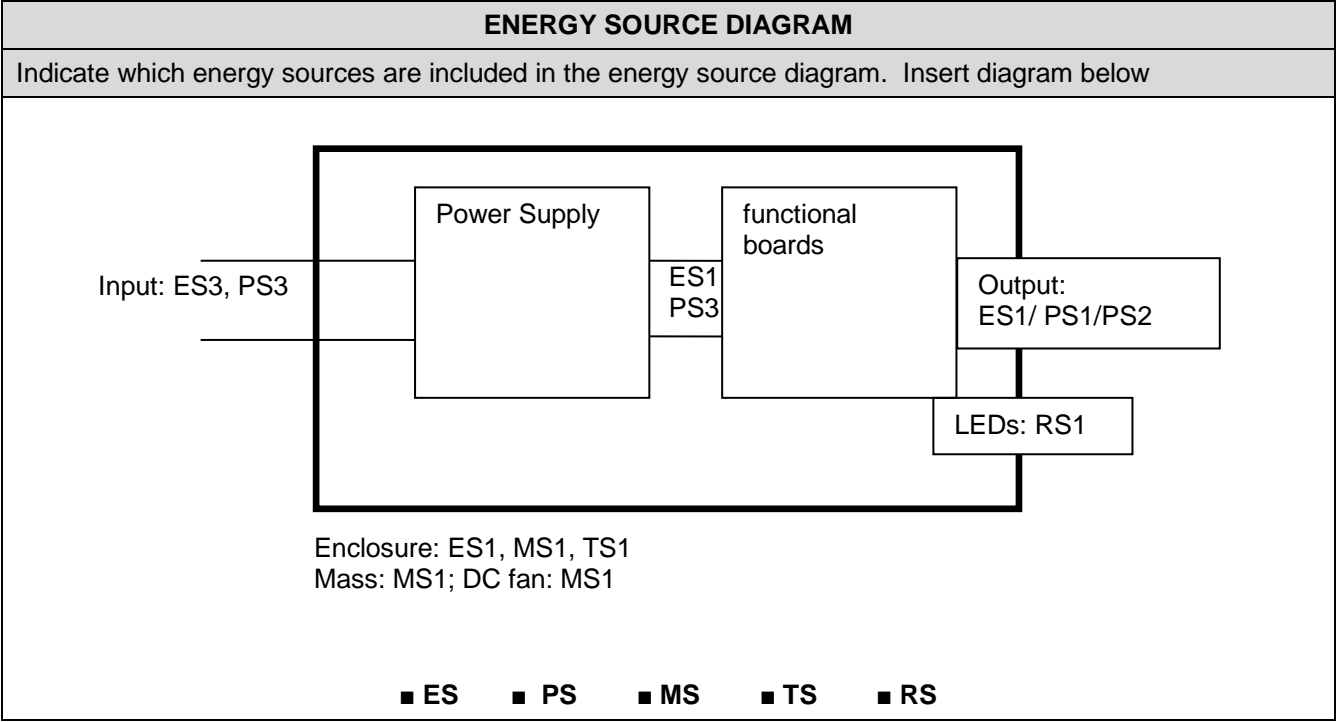 ENERGY SOURCE DIAGRAM
Indicate which energy sources are included in the energy source diagram. Insert diagram below
Power Supply
functional
boards
Input: ES3, PS3
ES1
PS3
Output:
ES1/ PS1/PS2
LEDs: RS1
Enclosure: ES1, MS1, TS1
Mass: MS1; DC fan: MS1
■ ES ■ PS ■ MS ■ TS ■ RS